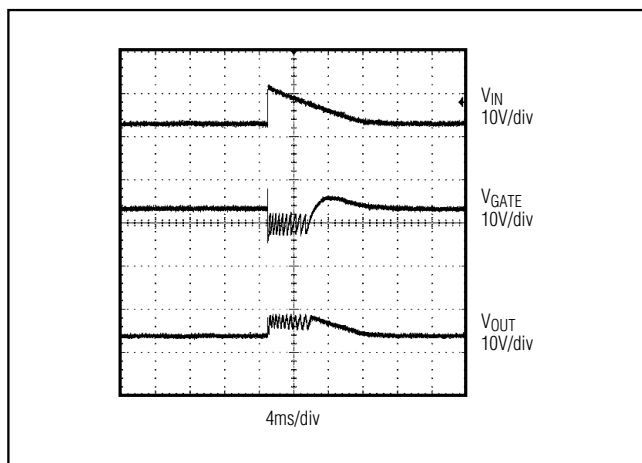 V_IN
10V/div
V_GATE
10V/div
V_OUT
10V/div
4ms/div